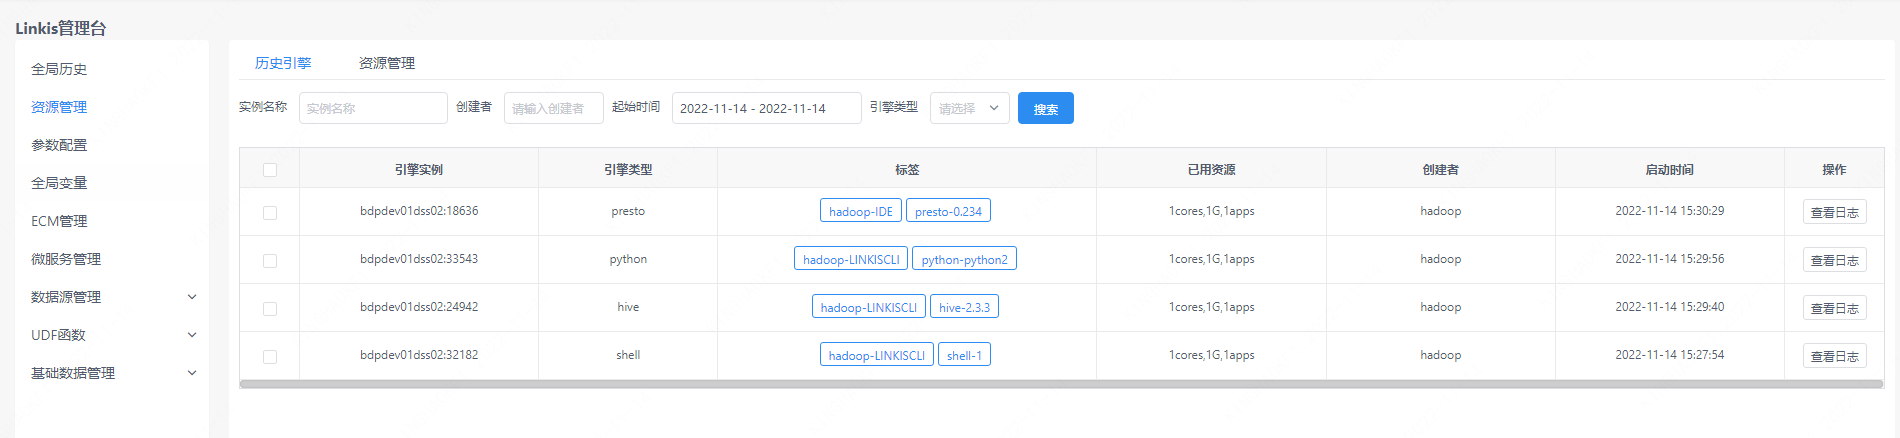 Linkis管理台
全局历史
资源管理
参数配置
全局变量
ECM管理
微服务管理
数据源管理
UDF函数
基础数据管理
历史引擎 资源管理
实例名称 实例名称 创建者 请输入创建者 起始时间 2022-11-14 - 2022-11-14 引擎类型 请选择 搜索
引擎实例 引擎类型 标签 已用资源 创建者 启动时间 操作
bdpdev01dss02:18636 presto hadoop-IDE presto-0.234 1cores,1G,1apps hadoop 2022-11-14 15:30:29 查看日志
bdpdev01dss02:33543 python hadoop-LINKISCLI python-python2 1cores,1G,1apps hadoop 2022-11-14 15:29:56 查看日志
bdpdev01dss02:24942 hive hadoop-LINKISCLI hive-2.3.3 1cores,1G,1apps hadoop 2022-11-14 15:29:40 查看日志
bdpdev01dss02:32182 shell hadoop-LINKISCLI shell-1 1cores,1G,1apps hadoop 2022-11-14 15:27:54 查看日志